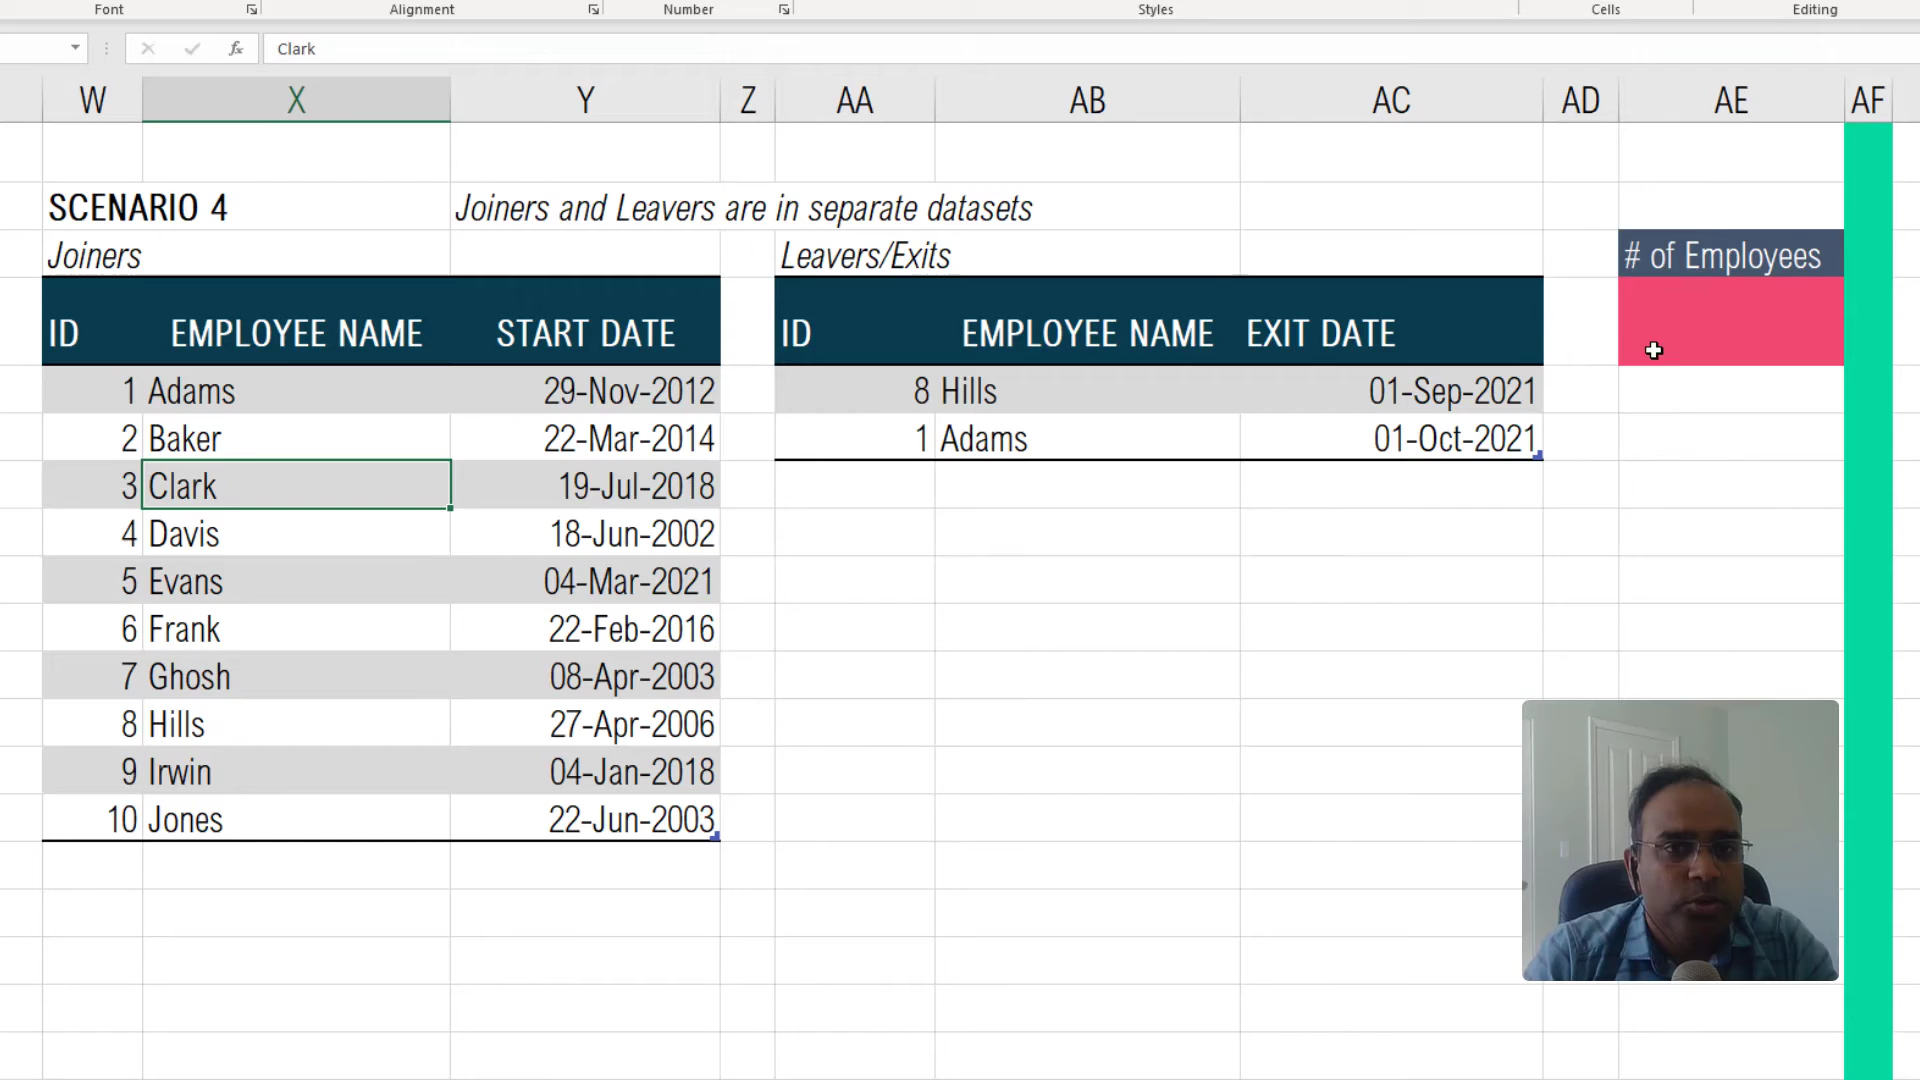 Font Alignment Number Styles Cells Editing
fx Clark
W X Y Z AA AB AC AD AE AF
SCENARIO 4 Joiners and Leavers are in separate datasets
Joiners Leavers/Exits # of Employees
ID EMPLOYEE NAME START DATE ID EMPLOYEE NAME EXIT DATE
1 Adams 29-Nov-2012 8 Hills 01-Sep-2021
2 Baker 22-Mar-2014 1 Adams 01-Oct-2021
3 Clark 19-Jul-2018
4 Davis 18-Jun-2002
5 Evans 04-Mar-2021
6 Frank 22-Feb-2016
7 Ghosh 08-Apr-2003
8 Hills 27-Apr-2006
9 Irwin 04-Jan-2018
10 Jones 22-Jun-2003